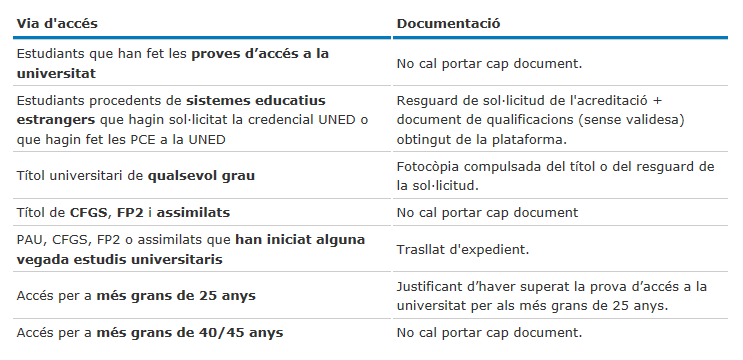 Via d'accés Documentació
Estudiants que han fet les proves d’accés a la
universitat
No cal portar cap document.
Estudiants procedents de sistemes educatius
estrangers que hagin sol·licitat la credencial UNED o
que hagin fet les PCE a la UNED
Resguard de sol·licitud de l'acreditació +
document de qualificacions (sense validesa)
obtingut de la plataforma.
Títol universitari de qualsevol grau
Fotocòpia compulsada del títol o del resguard de
la sol·licitud.
Títol de CFGS, FP2 i assimilats
No cal portar cap document
PAU, CFGS, FP2 o assimilats que han iniciat alguna
vegada estudis universitaris
Trasllat d'expedient.
Accés per a més grans de 25 anys
Justificant d’haver superat la prova d’accés a la
universitat per als més grans de 25 anys.
Accés per a més grans de 40/45 anys
No cal portar cap document.